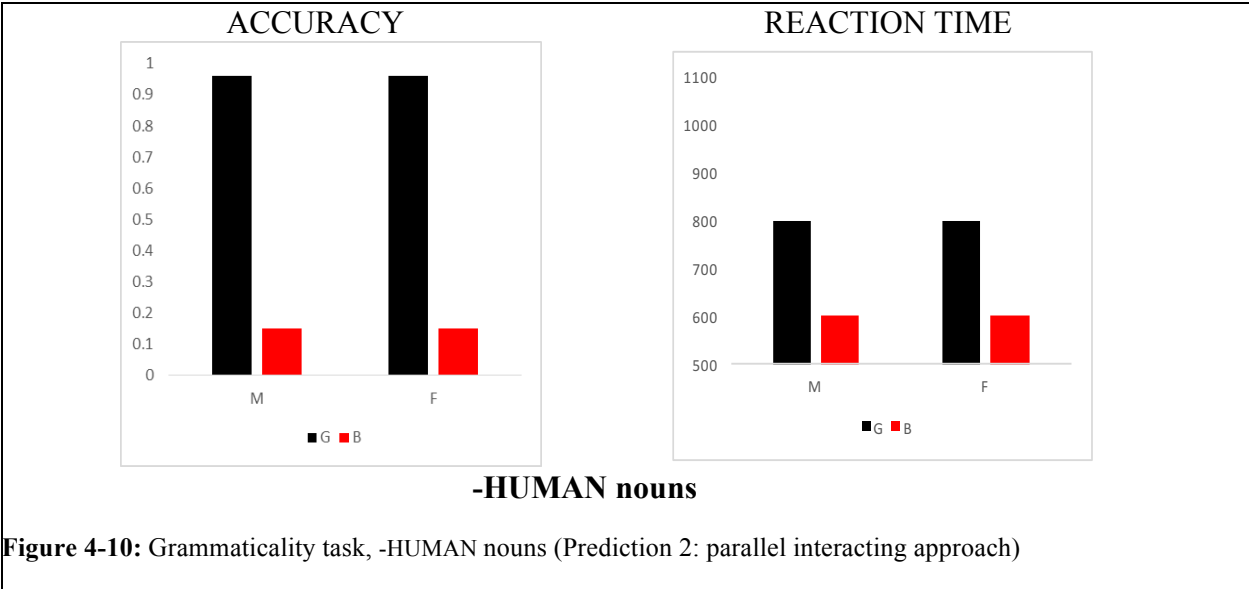 ACCURACY
REACTION TIME
1
0.9
0.8
0.7
0.6
0.5
0.4
0.3
0.2
0.1
0
M F
G B
1100
1000
900
800
700
600
500
M F
G B
-HUMAN nouns
Figure 4-10: Grammaticality task, -HUMAN nouns (Prediction 2: parallel interacting approach)